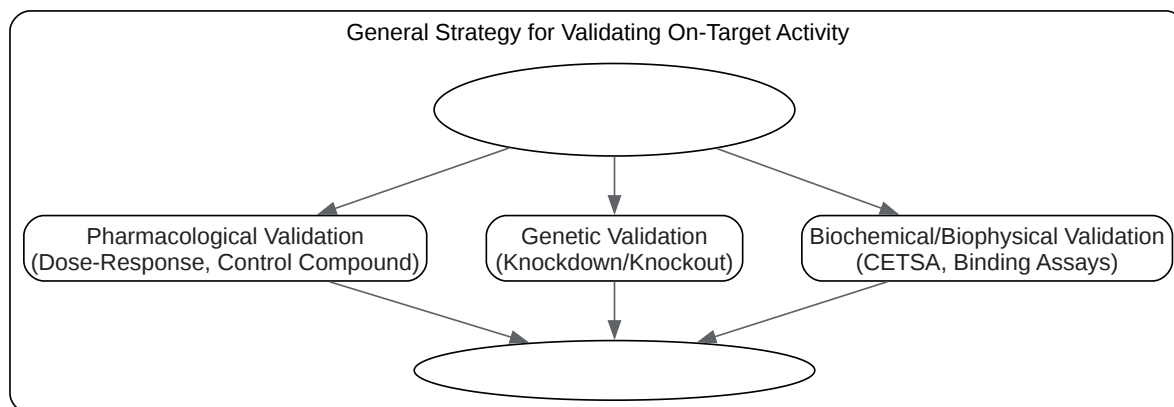 General Strategy for Validating On-Target Activity
Pharmacological Validation
(Dose-Response, Control Compound)
Genetic Validation
(Knockdown/Knockout)
Biochemical/Biophysical Validation
(CETSA, Binding Assays)